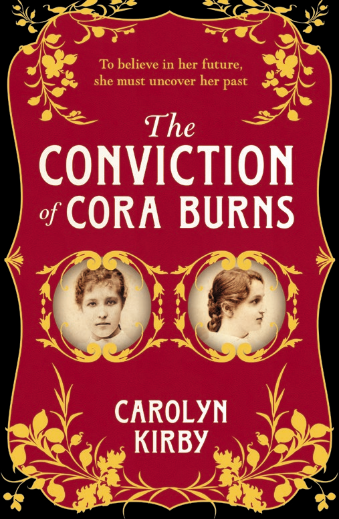 To believe in her future,
she must uncover her past
The
CONVICTION
of CORA BURNS
CAROLYN
KIRBY